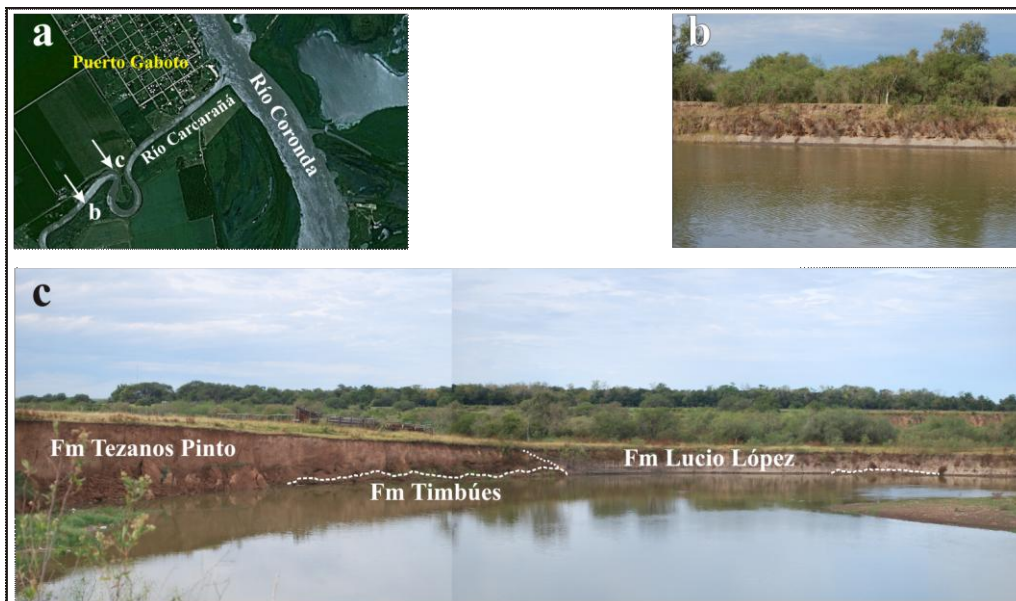 a
Puerto Gaboto
Río Coronda
Río Carcarañá
c
b
b
c
Fm Tezanos Pinto
Fm Lucio López
Fm Timbúes